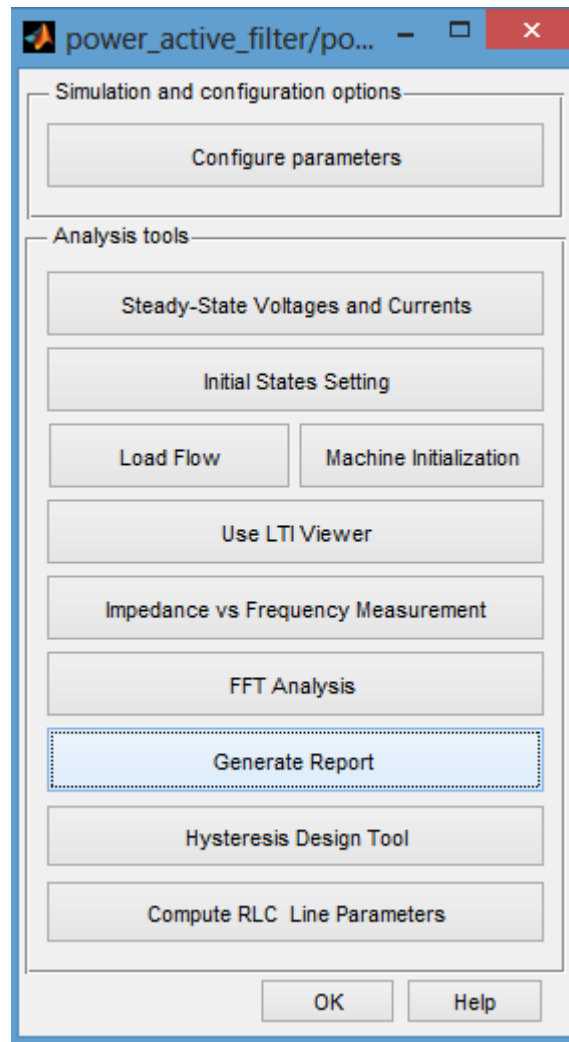 power_active_filter/po...
Simulation and configuration options
Configure parameters
Analysis tools
Steady-State Voltages and Currents
Initial States Setting
Load Flow Machine Initialization
Use LTI Viewer
Impedance vs Frequency Measurement
FFT Analysis
Generate Report
Hysteresis Design Tool
Compute RLC  Line Parameters
OK Help